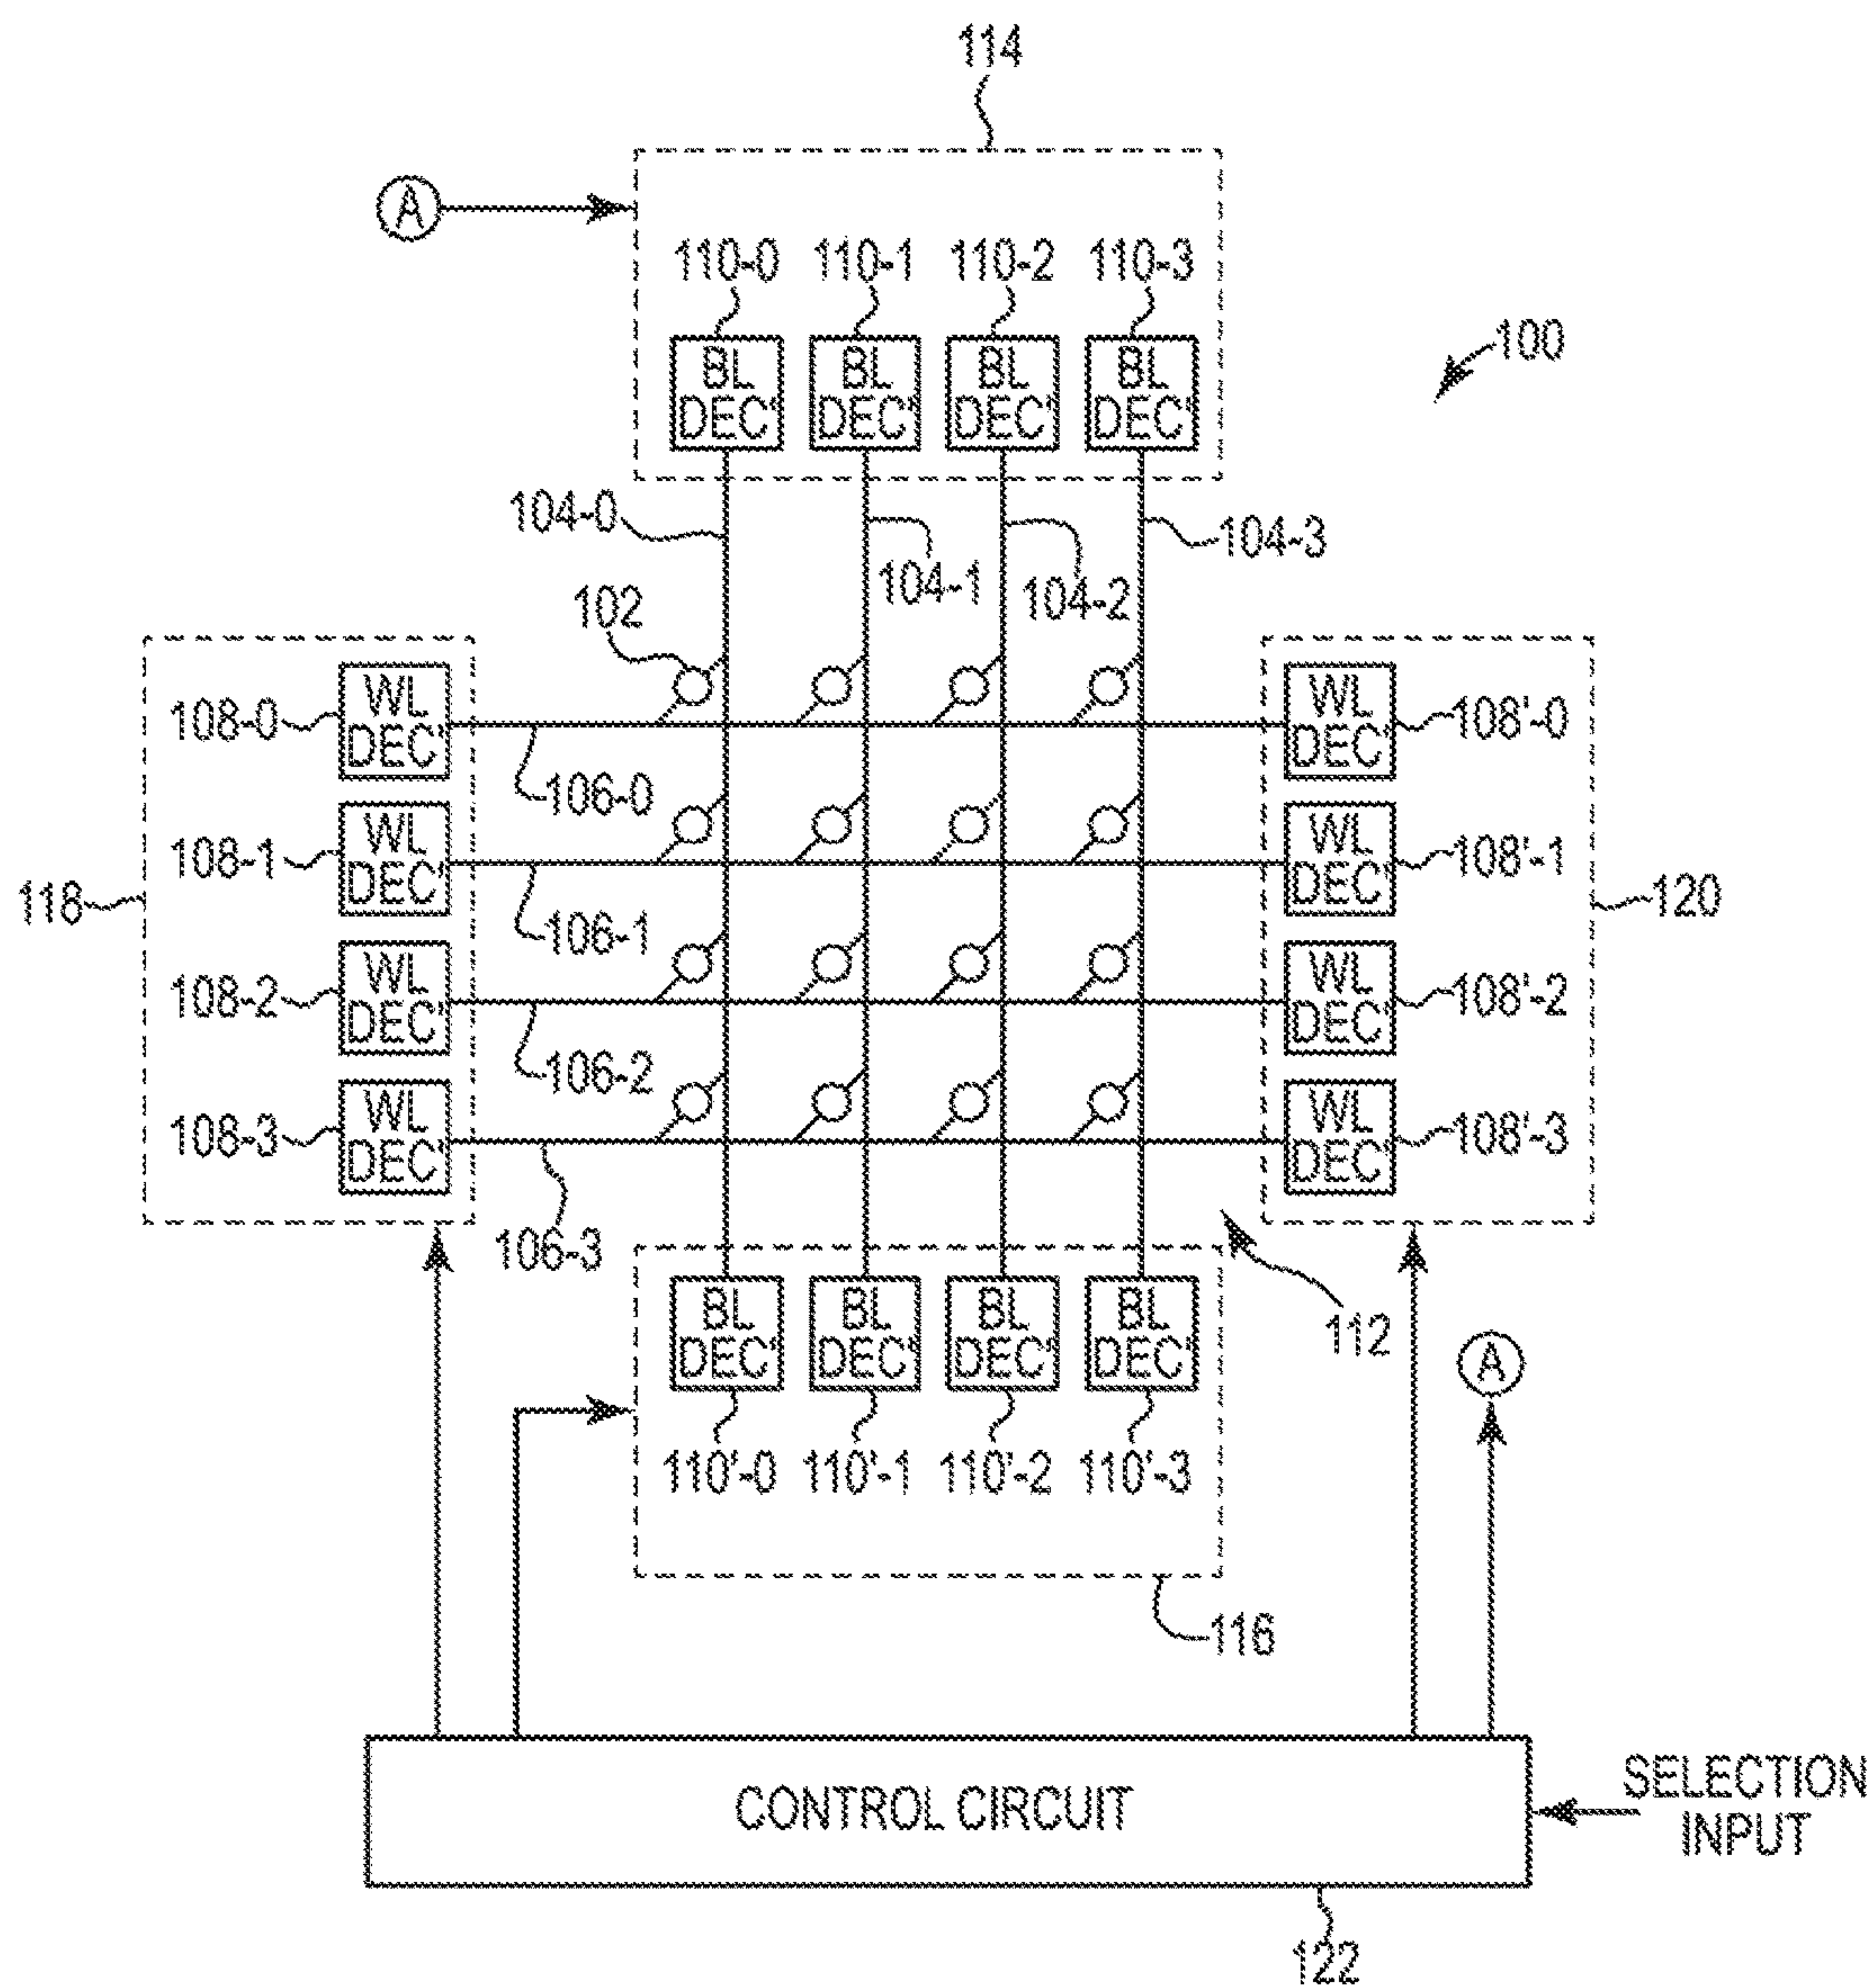 114
A
110-0 110-1 110-2 110-3
BL
DEC'
BL
DEC'
BL
DEC'
BL
DEC'
100
104-0
104-1
104-2
104-3
102
118
108-0
WL
DEC'
106-0
WL
DEC'
108'-0
108-1
WL
DEC'
106-1
WL
DEC'
108'-1
120
108-2
WL
DEC'
106-2
WL
DEC'
108'-2
108-3
WL
DEC'
106-3
WL
DEC'
108'-3
BL
DEC'
BL
DEC'
BL
DEC'
BL
DEC'
112
A
110'-0 110'-1 110'-2 110'-3
116
CONTROL CIRCUIT
SELECTION
INPUT
122